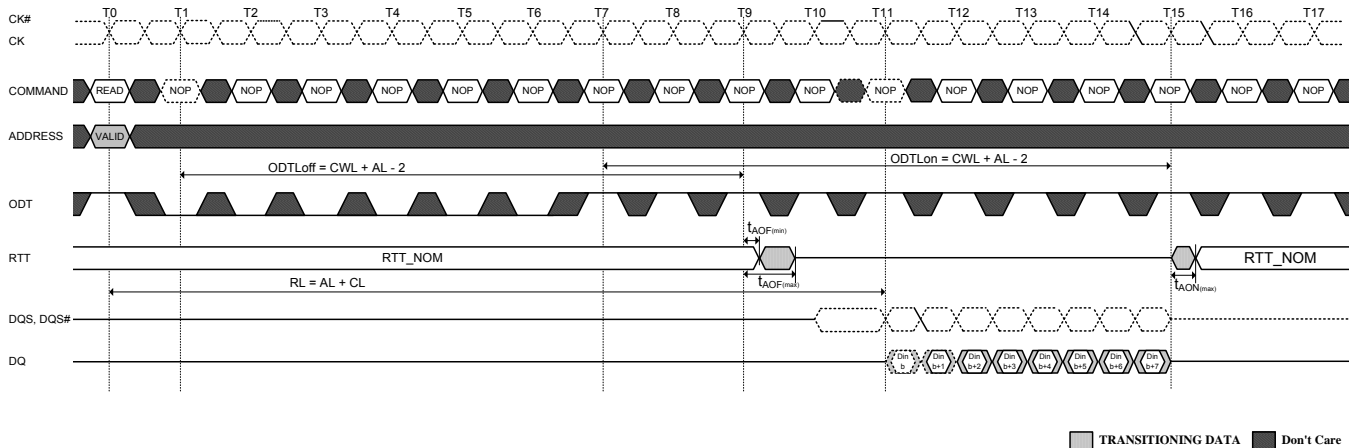 CK#
CK
T0 T1 T2 T3 T4 T5 T6 T7 T8 T9 T10 T11 T12 T13 T14 T15 T16 T17
COMMAND READ NOP NOP NOP NOP NOP NOP NOP NOP NOP NOP NOP NOP NOP NOP NOP NOP NOP
ADDRESS VALID
ODTLoff = CWL + AL - 2
ODTLon = CWL + AL - 2
ODT
tAOF(min)
RTT RTT_NOM RTT_NOM
tAOF(max)
tAON(max)
RL = AL + CL
DQS, DQS#
DQ
Din b
Din b+1
Din b+2
Din b+3
Din b+4
Din b+5
Din b+6
Din b+7
TRANSITIONING DATA Don't Care